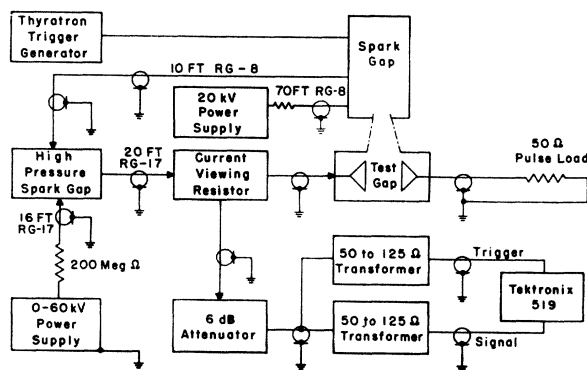 Thyratron
Trigger
Generator
Spark
Gap
10 FT RG-8
70FT RG-8
20 kV
Power
Supply
High
Pressure
Spark Gap
20 FT
RG-17
Current
Viewing
Resistor
Test
Gap
50 Ω
Pulse Load
16 FT
RG-17
200 Meg Ω
0-60kV
Power
Supply
6 dB
Attenuator
50 to 125 Ω
Transformer
Trigger
50 to 125 Ω
Transformer
Signal
Tektronix
519